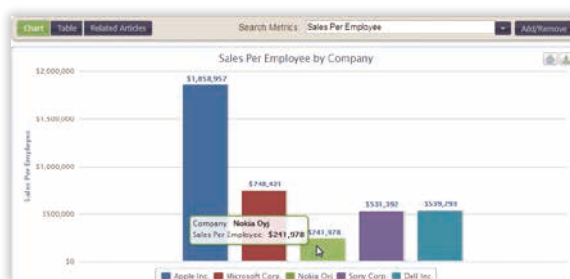 Chart Table Related Articles Search Metrics: Sales Per Employee Add/Remove
Sales Per Employee by Company
$2,000,000
$1,858,957
$1,500,000
Sales Per Employee
$1,000,000
$748,421
$500,000
$531,392 $539,293
Company: Nokia Oyj
Sales Per Employee: $241,978
$241,978
$0
Apple Inc. Microsoft Corp. Nokia Oyj Sony Corp. Dell Inc.